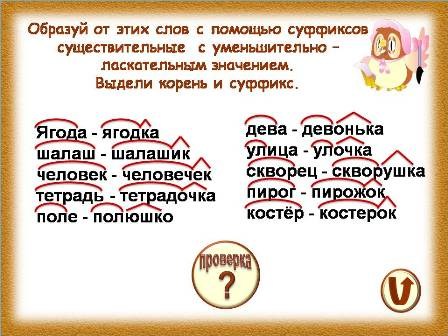 Образуй от этих слов с помощью суффиксов
существительные с уменьшительно –
ласкательным значением.
Выдели корень и суффикс.
Ягода - ягодка
шалаш - шалашик
человек - человечек
тетрадь - тетрадочка
поле - полюшко
дева - девонька
улица - улочка
скворец - скворушка
пирог - пирожок
костёр - костерок
проверка
?